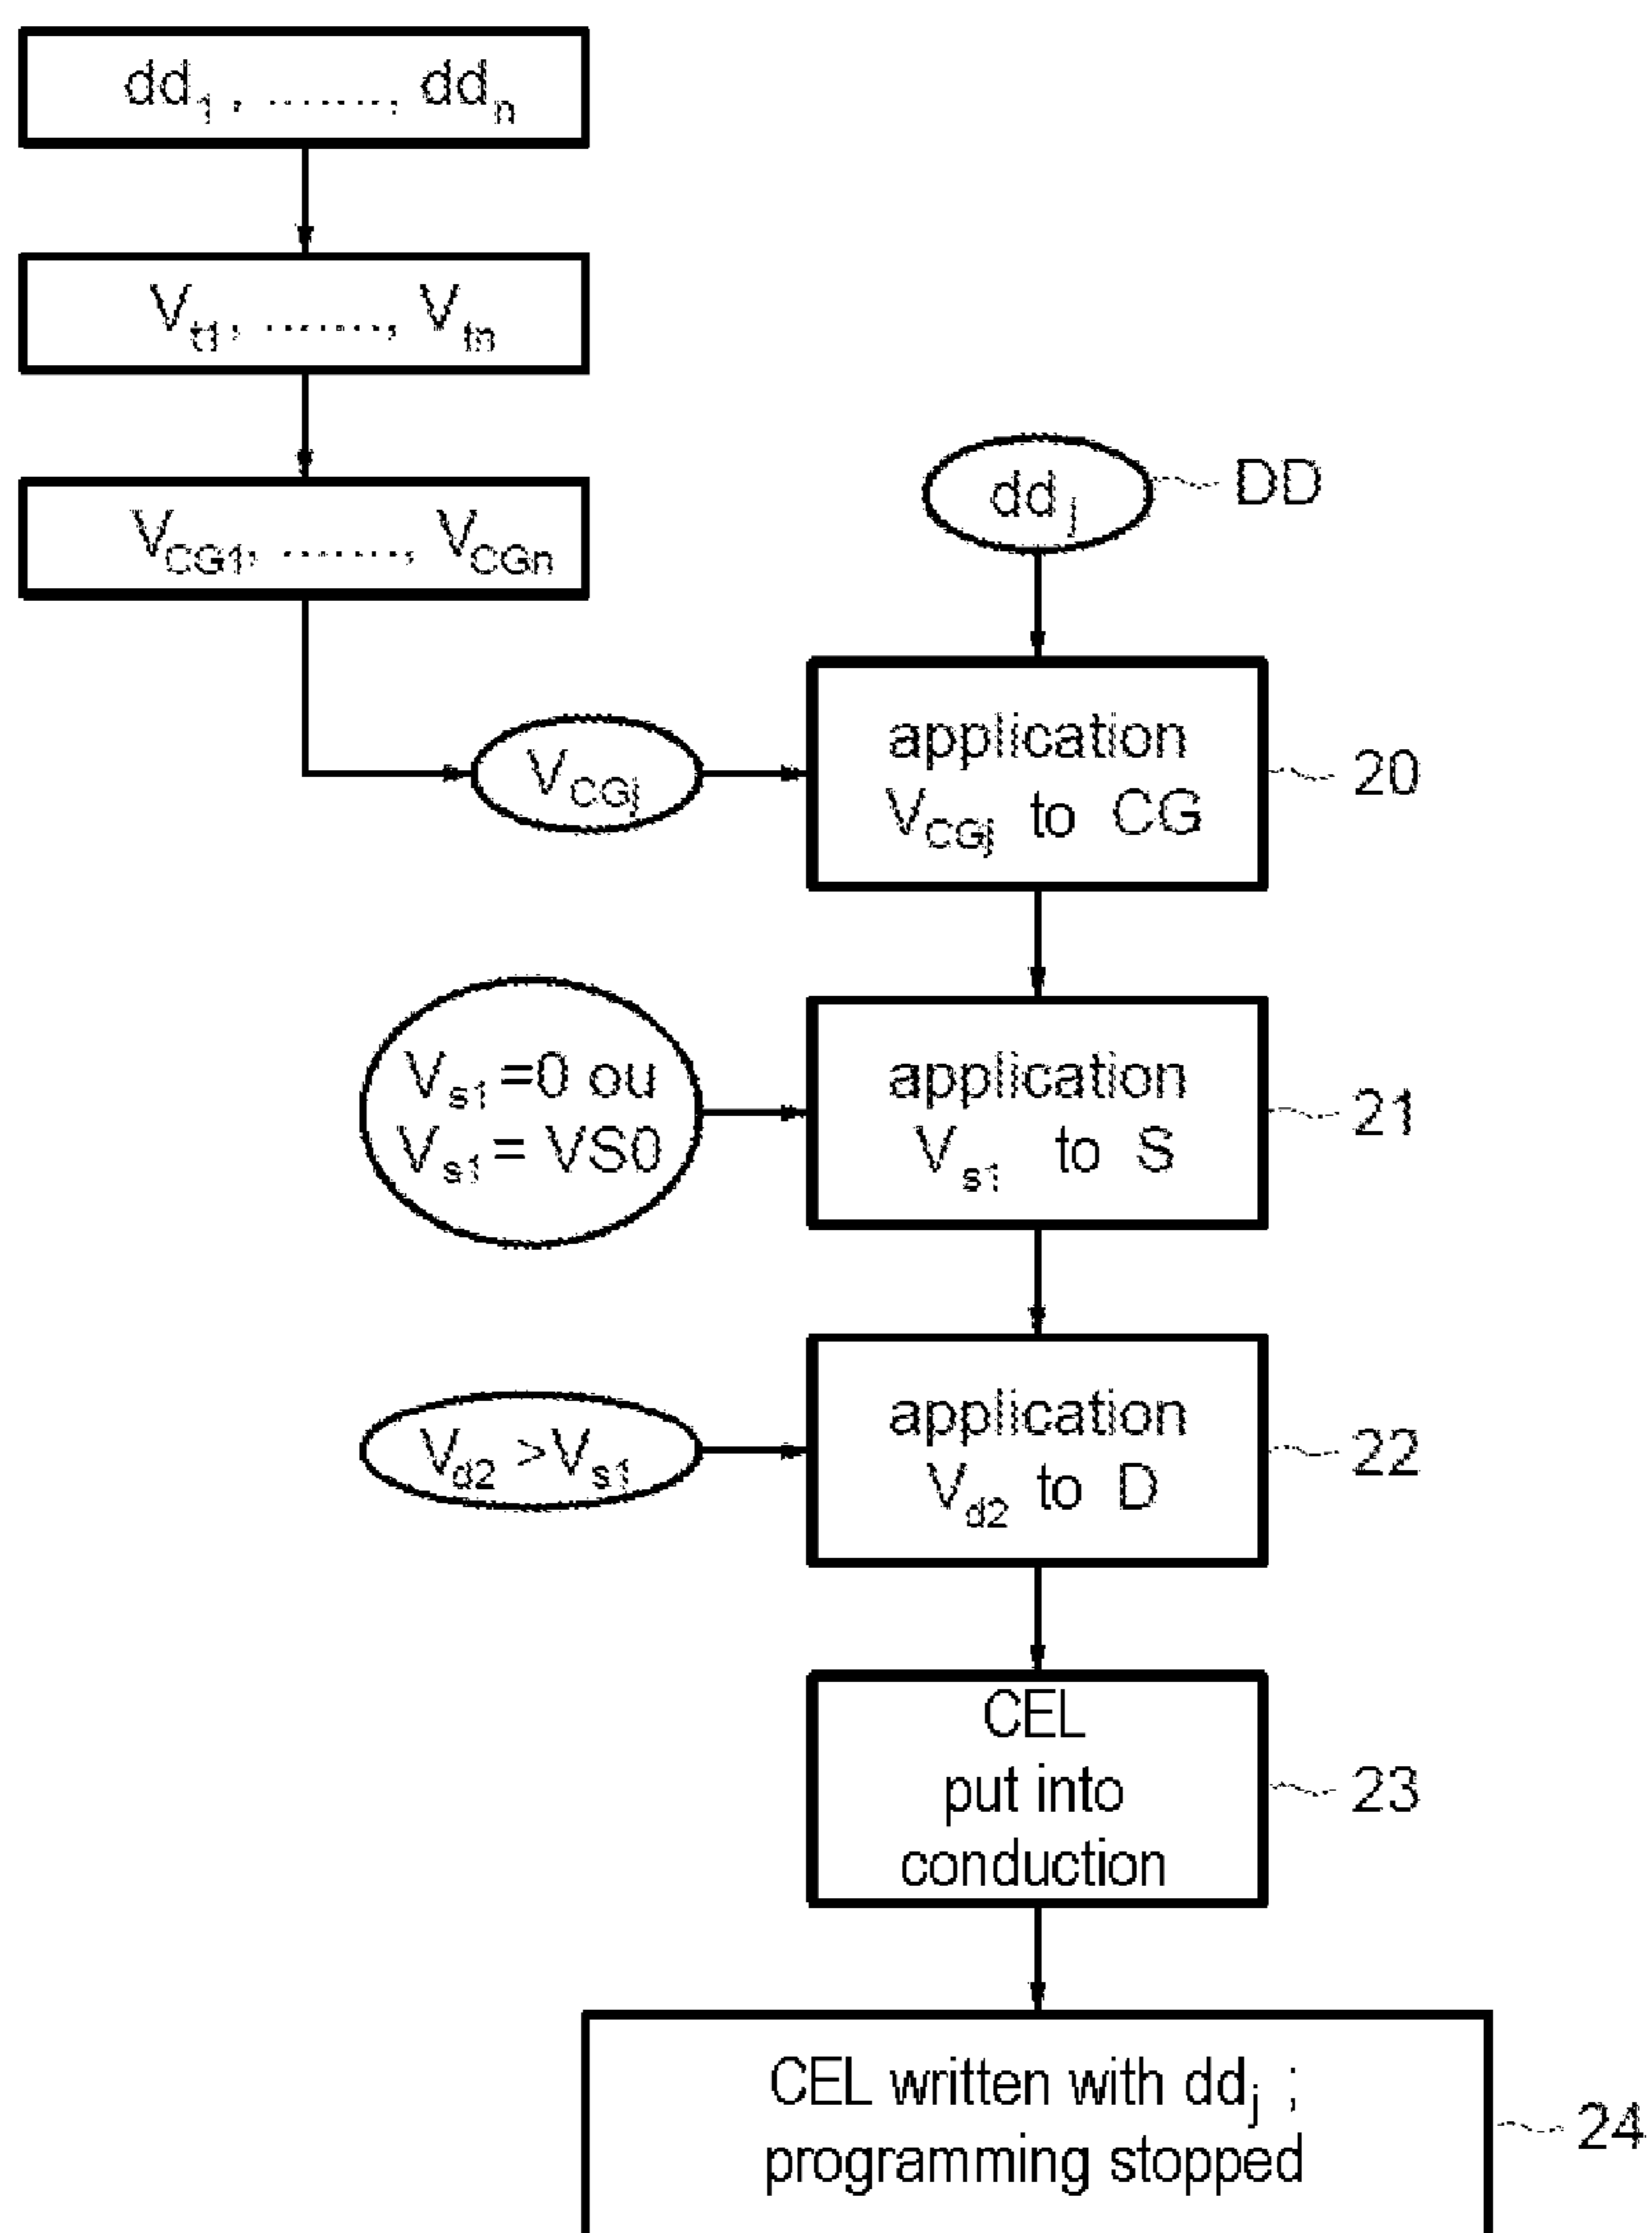 dd1, ........, ddn
Vt1, ........, Vtn
VCG1, ........, VCGn
ddj
DD
VCGj
application
VCGj to CG
20
Vs1 =0 ou
Vs1 = VS0
application
Vs1 to S
21
Vd2 >Vs1
application
Vd2 to D
22
CEL
put into
conduction
23
CEL written with ddj ;
programming stopped
24